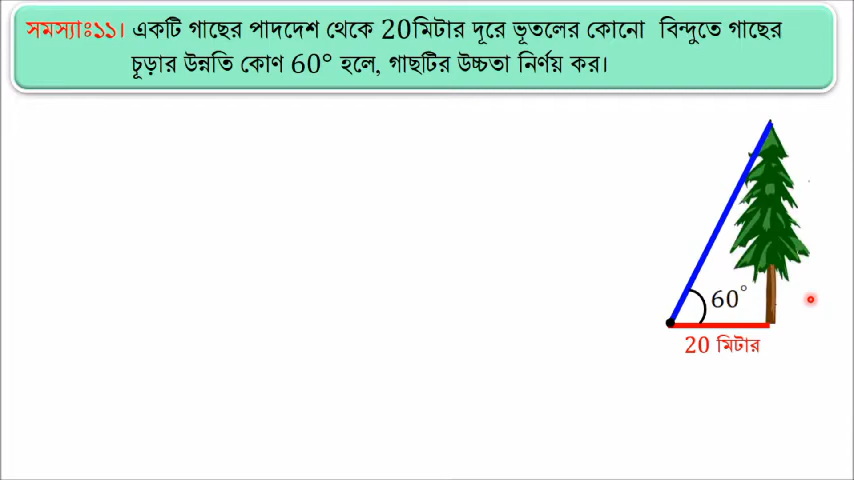 সমস্যাঃ১১। একটি গাছের পাদদেশ থেকে 20মিটার দূরে ভূতলের কোনো বিন্দুতে গাছের
চূড়ার উন্নতি কোণ 60° হলে, গাছটির উচ্চতা নির্ণয় কর।
60°
20 মিটার